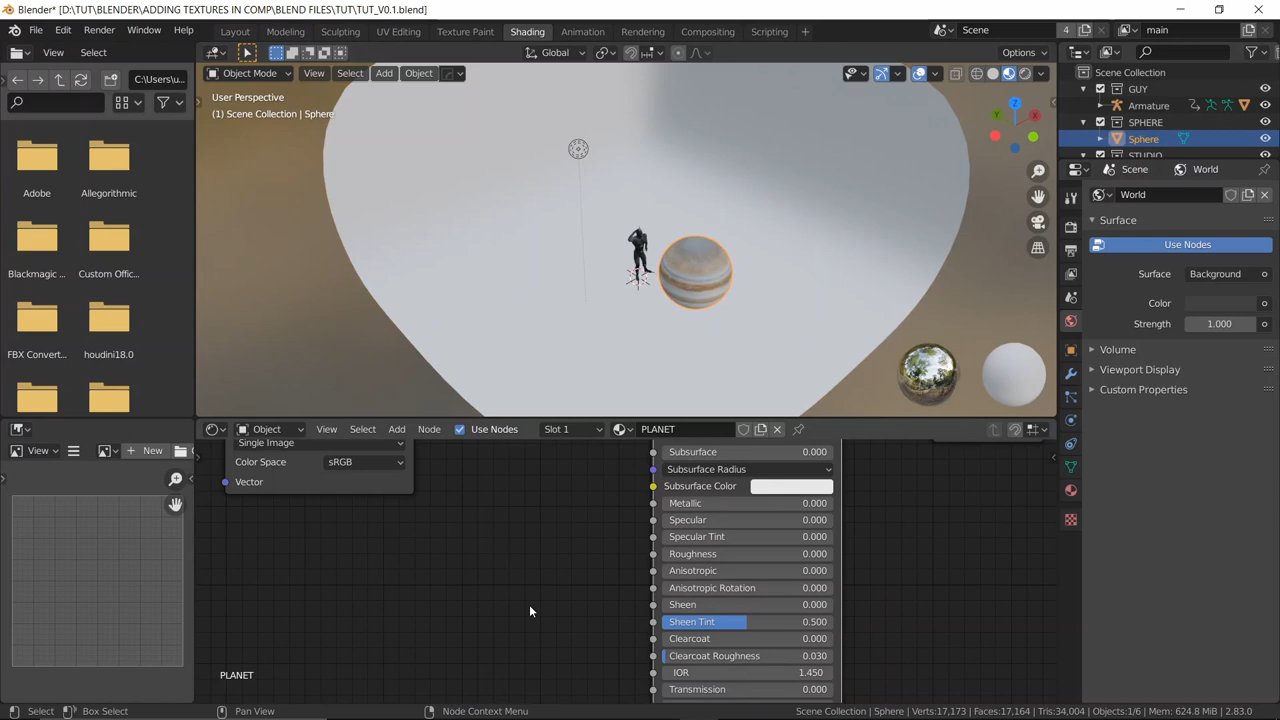 Blender* [D:\TUT\BLENDER\ADDING TEXTURES IN COMP\BLEND FILES\TUT\TUT_V0.1.blend]
File Edit Render Window Help Layout Modeling Sculpting UV Editing Texture Paint Shading Animation Rendering Compositing Scripting + Scene 4 main
View Select Global Options
Object Mode View Select Add Object
C:\Users\u...
User Perspective
(1) Scene Collection | Sphere
Adobe Allegorithmic
Blackmagic ... Custom Offic...
FBX Convert... houdini18.0
Z
Y
X
Scene Collection
GUY
Armature
SPHERE
Sphere
STUDIO
Scene World
World
Surface
Use Nodes
Surface Background
Color
Strength 1.000
Volume
Viewport Display
Custom Properties
View + New
Object View Select Add Node Use Nodes Slot 1 PLANET
Single Image
Color Space sRGB
Vector
Subsurface 0.000
Subsurface Radius
Subsurface Color
Metallic 0.000
Specular 0.000
Specular Tint 0.000
Roughness 0.000
Anisotropic 0.000
Anisotropic Rotation 0.000
Sheen 0.000
Sheen Tint 0.500
Clearcoat 0.000
Clearcoat Roughness 0.030
IOR 1.450
Transmission 0.000
PLANET
Select Box Select Pan View Node Context Menu Scene Collection | Sphere | Verts:17,173 | Faces:17,164 | Tris:34,004 | Objects:1/6 | Mem: 624.8 MiB | 2.83.0